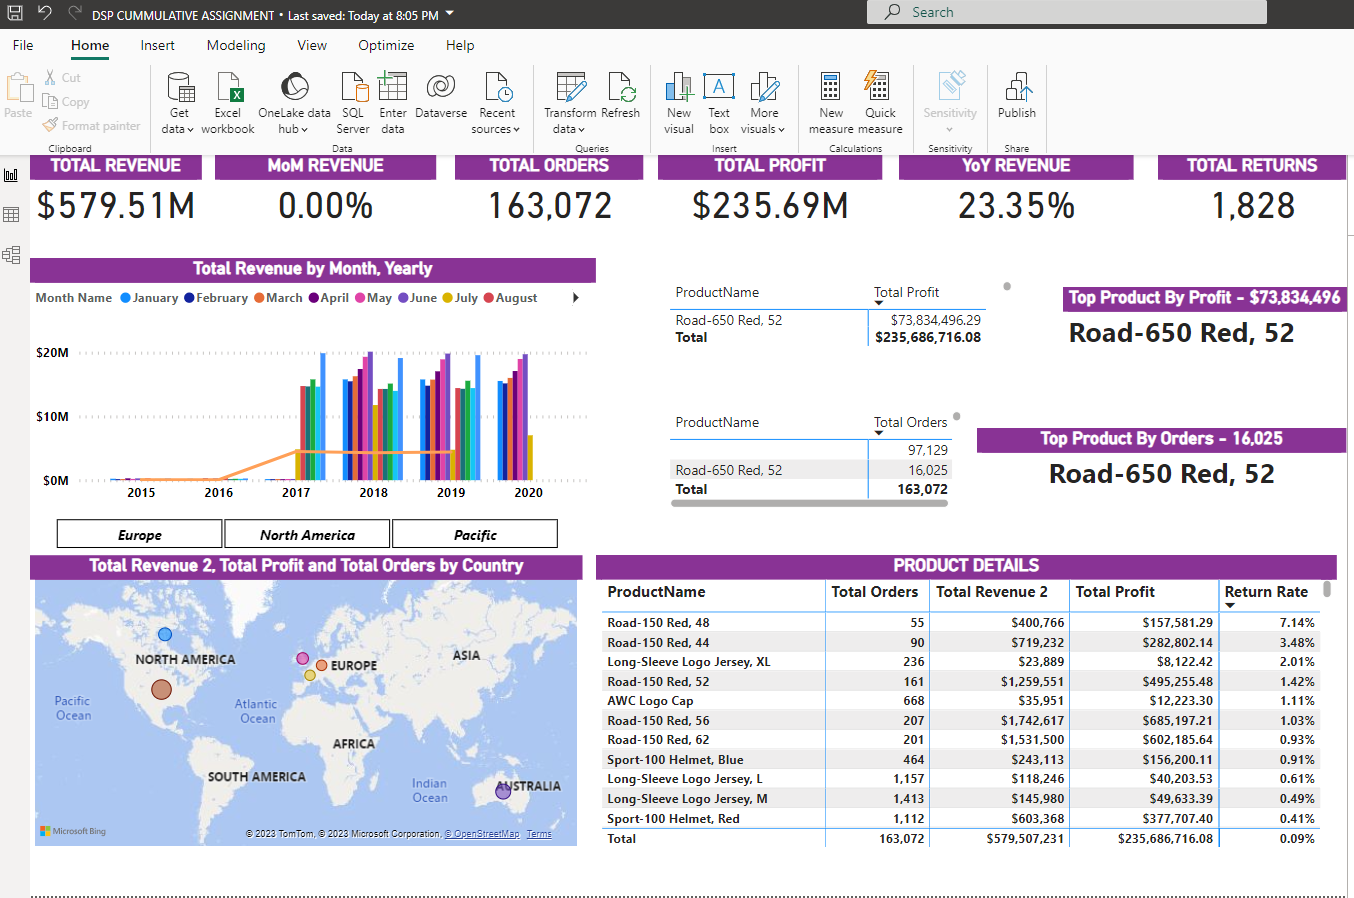 DSP CUMMULATIVE ASSIGNMENT • Last saved: Today at 8:05 PM
Search
File Home Insert Modeling View Optimize Help
Paste
Cut
Copy
Format painter
Clipboard
Get data
Excel workbook
OneLake data hub
SQL Server
Enter data
Dataverse
Recent sources
Data
Transform data
Refresh
Queries
New visual
Text box
More visuals
Insert
New measure
Quick measure
Calculations
Sensitivity
Sensitivity
Publish
Share
TOTAL REVENUE
$579.51M
MoM REVENUE
0.00%
TOTAL ORDERS
163,072
TOTAL PROFIT
$235.69M
YoY REVENUE
23.35%
TOTAL RETURNS
1,828
Total Revenue by Month, Yearly
Month Name January February March April May June July August
$20M
$10M
$0M
2015 2016 2017 2018 2019 2020
ProductName Total Profit
Road-650 Red, 52 $73,834,496.29
Total $235,686,716.08
Top Product By Profit - $73,834,496
Road-650 Red, 52
ProductName Total Orders
97,129
Road-650 Red, 52 16,025
Total 163,072
Top Product By Orders - 16,025
Road-650 Red, 52
Europe North America Pacific
Total Revenue 2, Total Profit and Total Orders by Country
NORTH AMERICA
EUROPE
ASIA
Pacific Ocean
Atlantic Ocean
AFRICA
SOUTH AMERICA
Indian Ocean
AUSTRALIA
Microsoft Bing
© 2023 TomTom, © 2023 Microsoft Corporation, © OpenStreetMap Terms
PRODUCT DETAILS
ProductName Total Orders Total Revenue 2 Total Profit Return Rate
Road-150 Red, 48 55 $400,766 $157,581.29 7.14%
Road-150 Red, 44 90 $719,232 $282,802.14 3.48%
Long-Sleeve Logo Jersey, XL 236 $23,889 $8,122.42 2.01%
Road-150 Red, 52 161 $1,259,551 $495,255.48 1.42%
AWC Logo Cap 668 $35,951 $12,223.30 1.11%
Road-150 Red, 56 207 $1,742,617 $685,197.21 1.03%
Road-150 Red, 62 201 $1,531,500 $602,185.64 0.93%
Sport-100 Helmet, Blue 464 $243,113 $156,200.11 0.91%
Long-Sleeve Logo Jersey, L 1,157 $118,246 $40,203.53 0.61%
Long-Sleeve Logo Jersey, M 1,413 $145,980 $49,633.39 0.49%
Sport-100 Helmet, Red 1,112 $603,368 $377,707.40 0.41%
Total 163,072 $579,507,231 $235,686,716.08 0.09%